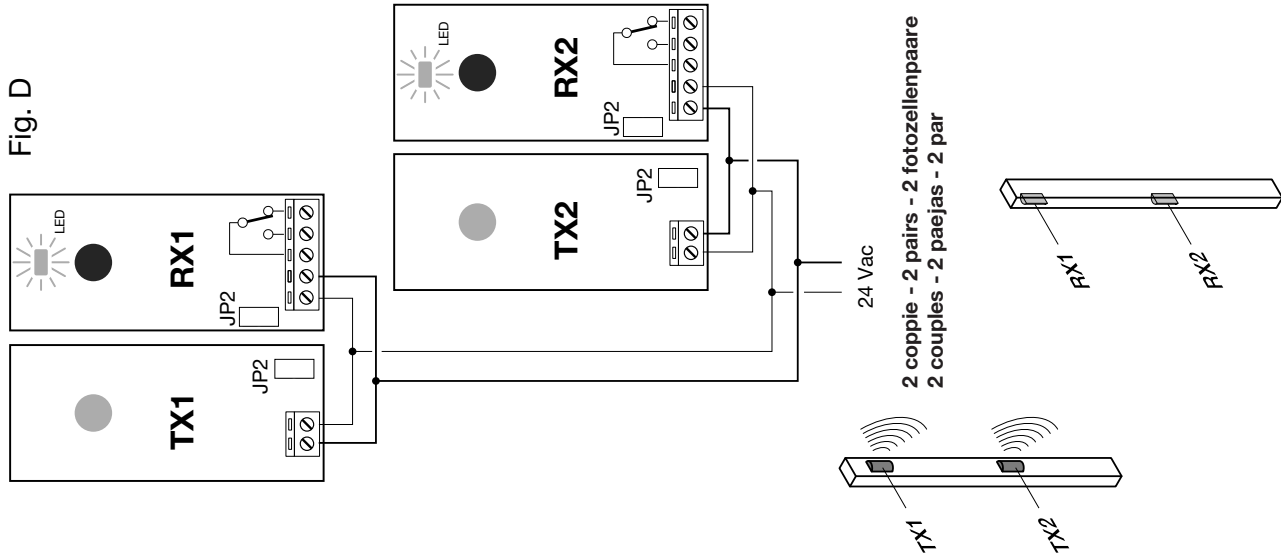 Fig. D
LED
RX1
JP2
TX1
JP2
LED
RX2
JP2
TX2
JP2
24 Vac
2 coppie - 2 pairs - 2 fotozellenpaare
2 couples - 2 paejas - 2 par
TX1
TX2
RX1
RX2